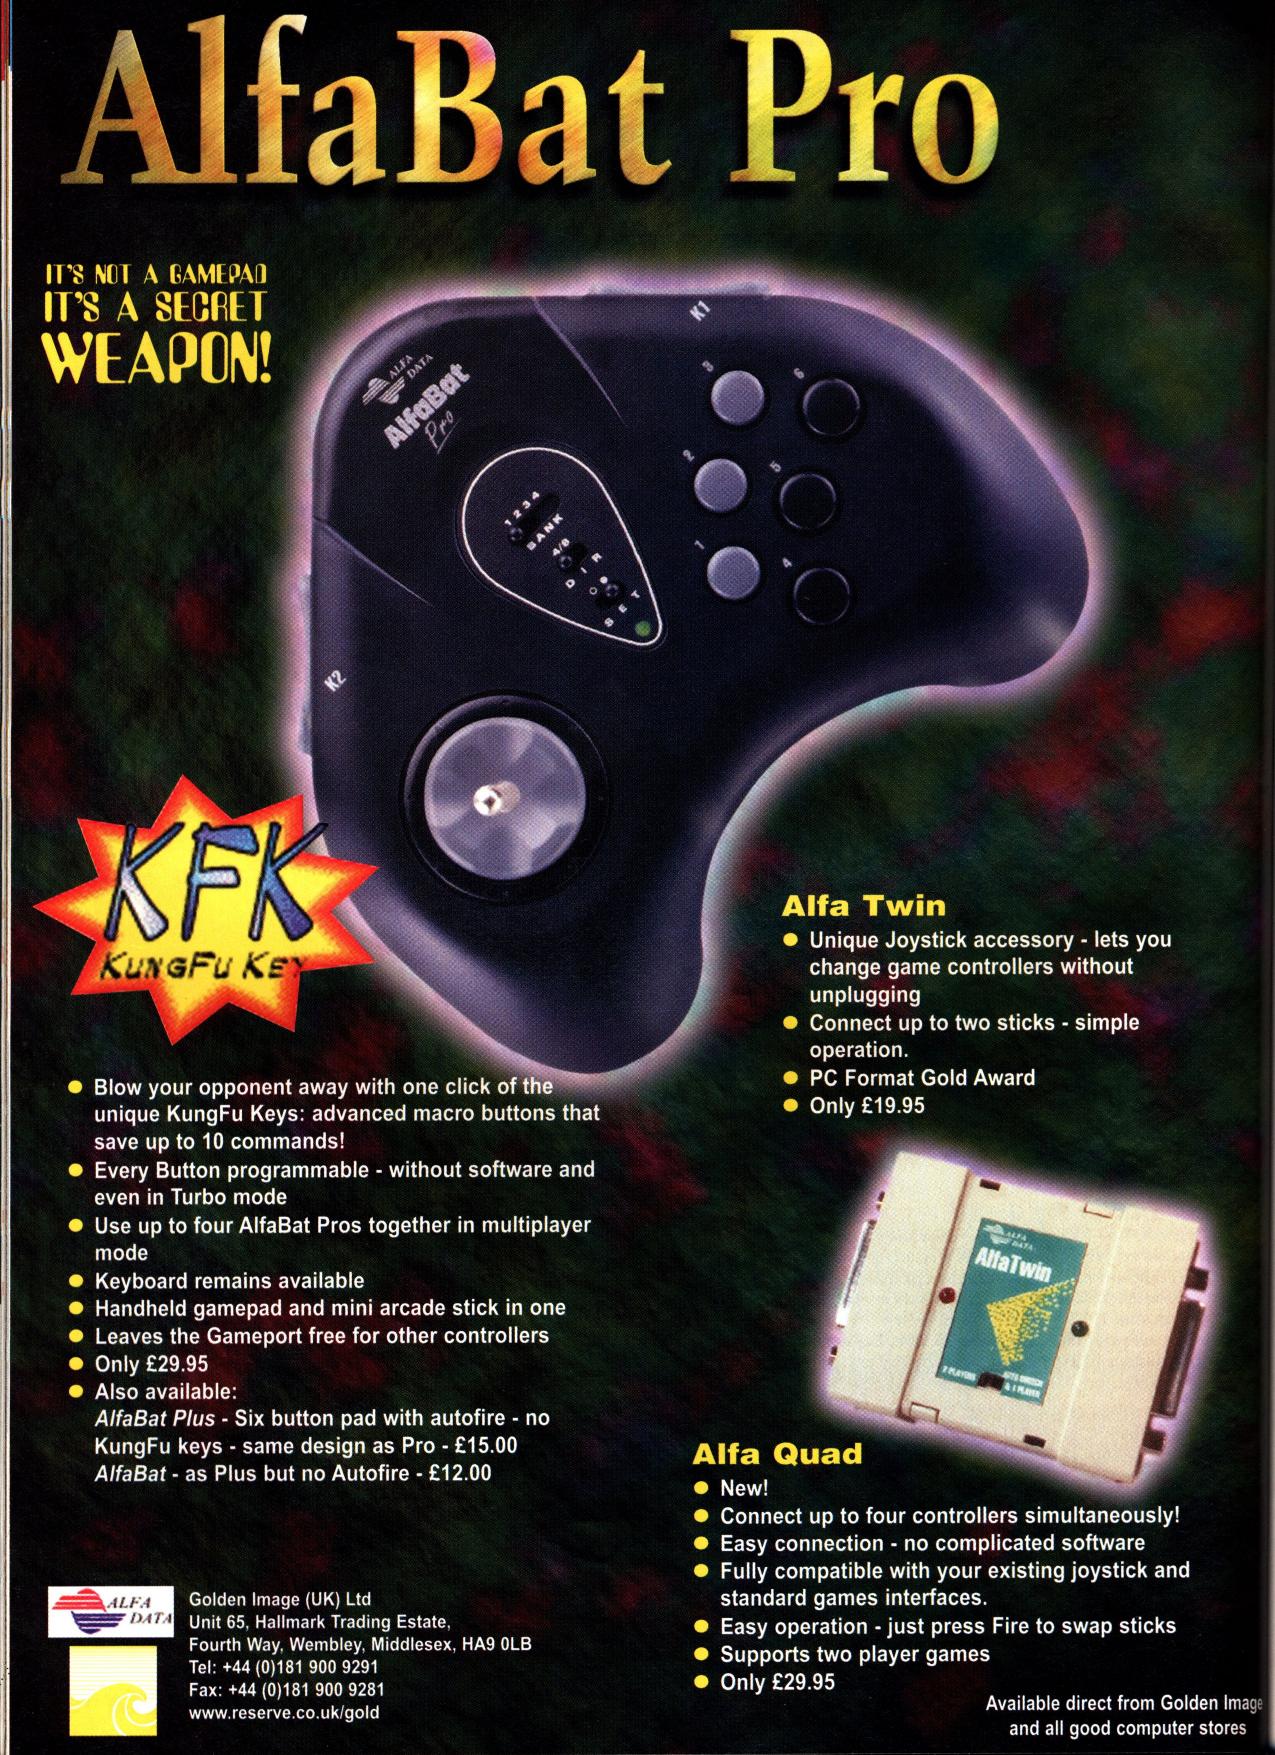 AlfaBat Pro
IT'S NOT A GAMEPAD
IT'S A SECRET
WEAPON!
K1
ALFA
DATA
AlfaBat
Pro
3
6
2
5
1
4
1 2 3 4
BANK
4/8
D I R
SET
K2
KFK
KUNGFU KEY
Blow your opponent away with one click of the
unique KungFu Keys: advanced macro buttons that
save up to 10 commands!
Every Button programmable - without software and
even in Turbo mode
Use up to four AlfaBat Pros together in multiplayer
mode
Keyboard remains available
Handheld gamepad and mini arcade stick in one
Leaves the Gameport free for other controllers
Only £29.95
Also available:
AlfaBat Plus - Six button pad with autofire - no
KungFu keys - same design as Pro - £15.00
AlfaBat - as Plus but no Autofire - £12.00
Alfa Twin
Unique Joystick accessory - lets you
change game controllers without
unplugging
Connect up to two sticks - simple
operation.
PC Format Gold Award
Only £19.95
ALFA
DATA
AlfaTwin
2 PLAYERS
AUTO SWITCH
& 1 PLAYER
Alfa Quad
New!
Connect up to four controllers simultaneously!
Easy connection - no complicated software
Fully compatible with your existing joystick and
standard games interfaces.
Easy operation - just press Fire to swap sticks
Supports two player games
Only £29.95
ALFA
DATA
Golden Image (UK) Ltd
Unit 65, Hallmark Trading Estate,
Fourth Way, Wembley, Middlesex, HA9 0LB
Tel: +44 (0)181 900 9291
Fax: +44 (0)181 900 9281
www.reserve.co.uk/gold
Available direct from Golden Image
and all good computer stores